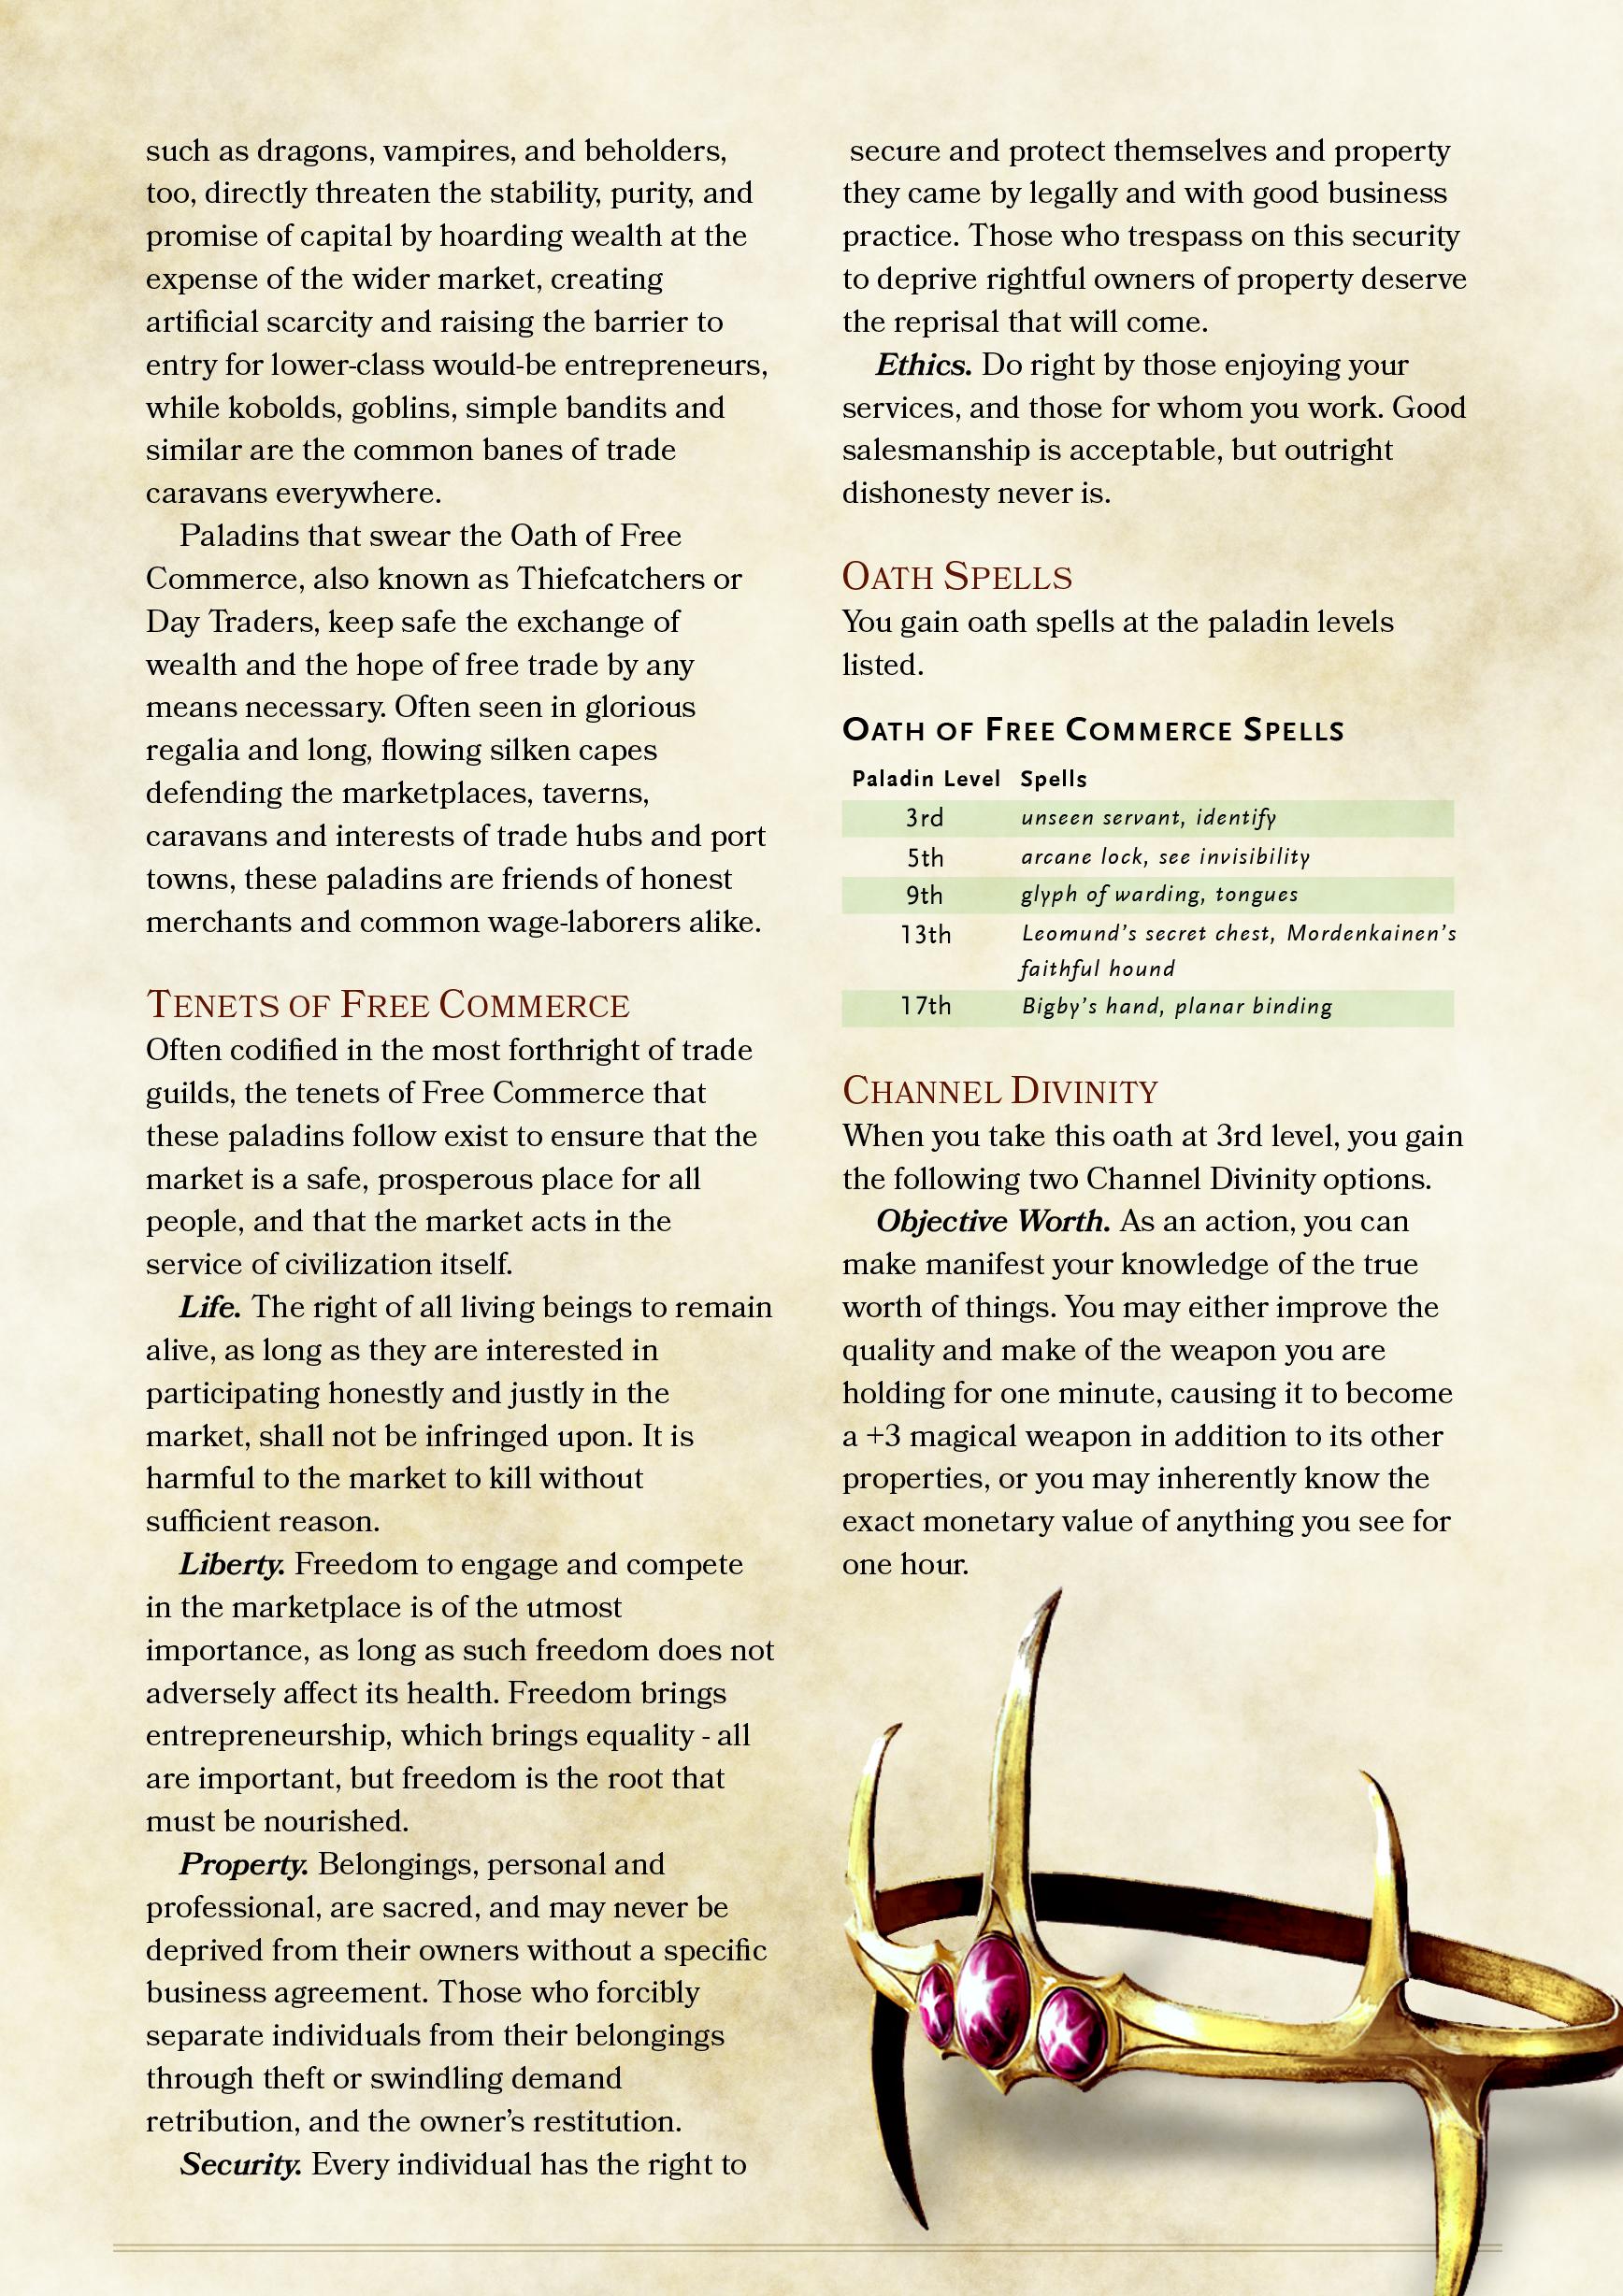 such as dragons, vampires, and beholders,
too, directly threaten the stability, purity, and
promise of capital by hoarding wealth at the
expense of the wider market, creating
artificial scarcity and raising the barrier to
entry for lower-class would-be entrepreneurs,
while kobolds, goblins, simple bandits and
similar are the common banes of trade
caravans everywhere.
Paladins that swear the Oath of Free
Commerce, also known as Thiefcatchers or
Day Traders, keep safe the exchange of
wealth and the hope of free trade by any
means necessary. Often seen in glorious
regalia and long, flowing silken capes
defending the marketplaces, taverns,
caravans and interests of trade hubs and port
towns, these paladins are friends of honest
merchants and common wage-laborers alike.
TENETS OF FREE COMMERCE
Often codified in the most forthright of trade
guilds, the tenets of Free Commerce that
these paladins follow exist to ensure that the
market is a safe, prosperous place for all
people, and that the market acts in the
service of civilization itself.
Life. The right of all living beings to remain
alive, as long as they are interested in
participating honestly and justly in the
market, shall not be infringed upon. It is
harmful to the market to kill without
sufficient reason.
Liberty. Freedom to engage and compete
in the marketplace is of the utmost
importance, as long as such freedom does not
adversely affect its health. Freedom brings
entrepreneurship, which brings equality - all
are important, but freedom is the root that
must be nourished.
Property. Belongings, personal and
professional, are sacred, and may never be
deprived from their owners without a specific
business agreement. Those who forcibly
separate individuals from their belongings
through theft or swindling demand
retribution, and the owner's restitution.
Security. Every individual has the right to
secure and protect themselves and property
they came by legally and with good business
practice. Those who trespass on this security
to deprive rightful owners of property deserve
the reprisal that will come.
Ethics. Do right by those enjoying your
services, and those for whom you work. Good
salesmanship is acceptable, but outright
dishonesty never is.
OATH SPELLS
You gain oath spells at the paladin levels
listed.
OATH OF FREE COMMERCE SPELLS
Paladin Level Spells
3rd unseen servant, identify
5th arcane lock, see invisibility
9th glyph of warding, tongues
13th Leomund's secret chest, Mordenkainen's
faithful hound
17th Bigby's hand, planar binding
CHANNEL DIVINITY
When you take this oath at 3rd level, you gain
the following two Channel Divinity options.
Objective Worth. As an action, you can
make manifest your knowledge of the true
worth of things. You may either improve the
quality and make of the weapon you are
holding for one minute, causing it to become
a +3 magical weapon in addition to its other
properties, or you may inherently know the
exact monetary value of anything you see for
one hour.